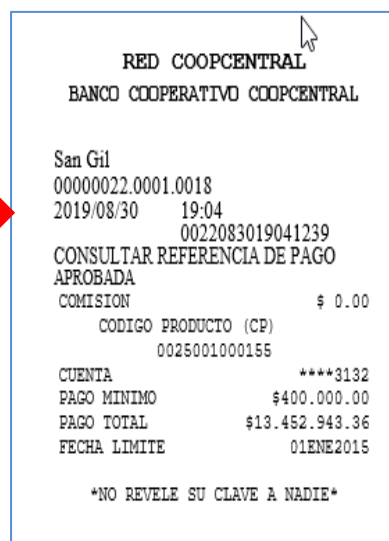 RED COOPCENTRAL
BANCO COOPERATIVO COOPCENTRAL
San Gil
00000022.0001.0018
2019/08/30 19:04
0022083019041239
CONSULTAR REFERENCIA DE PAGO
APROBADA
COMISION $ 0.00
CODIGO PRODUCTO (CP)
0025001000155
CUENTA ****3132
PAGO MINIMO $400.000.00
PAGO TOTAL $13.452.943.36
FECHA LIMITE 01ENE2015
*NO REVELE SU CLAVE A NADIE*